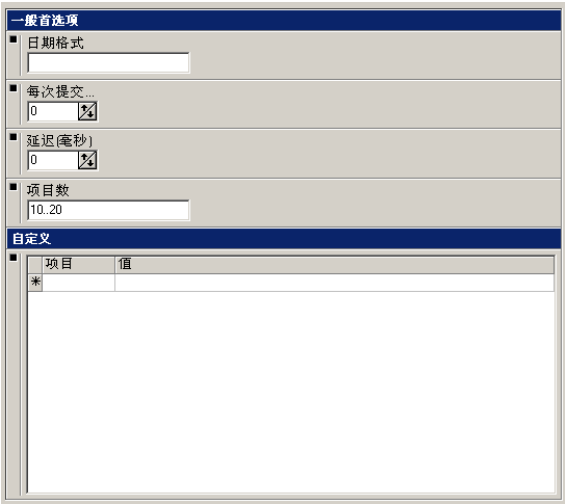 一般首选项
日期格式
每次提交...
0
延迟(毫秒)
0
项目数
10..20
自定义
项目 值
*